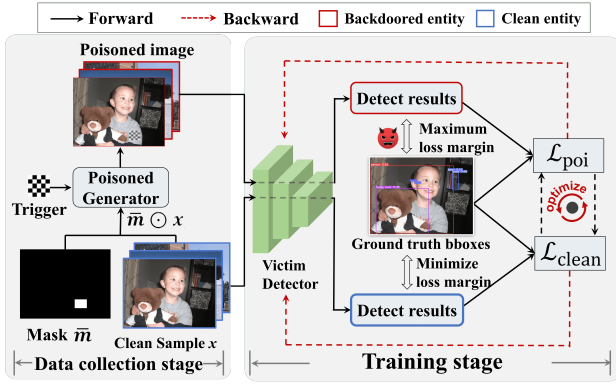 Forward
Backward
Backdoored entity
Clean entity
Poisoned image
Poisoned
Generator
Trigger
m̅ ⊙ x
Mask m̅
Clean Sample x
Data collection stage
Victim
Detector
Detect results
Maximum
loss margin
Ground truth bboxes
Minimize
loss margin
Detect results
ℒpoi
optimize
ℒclean
Training stage